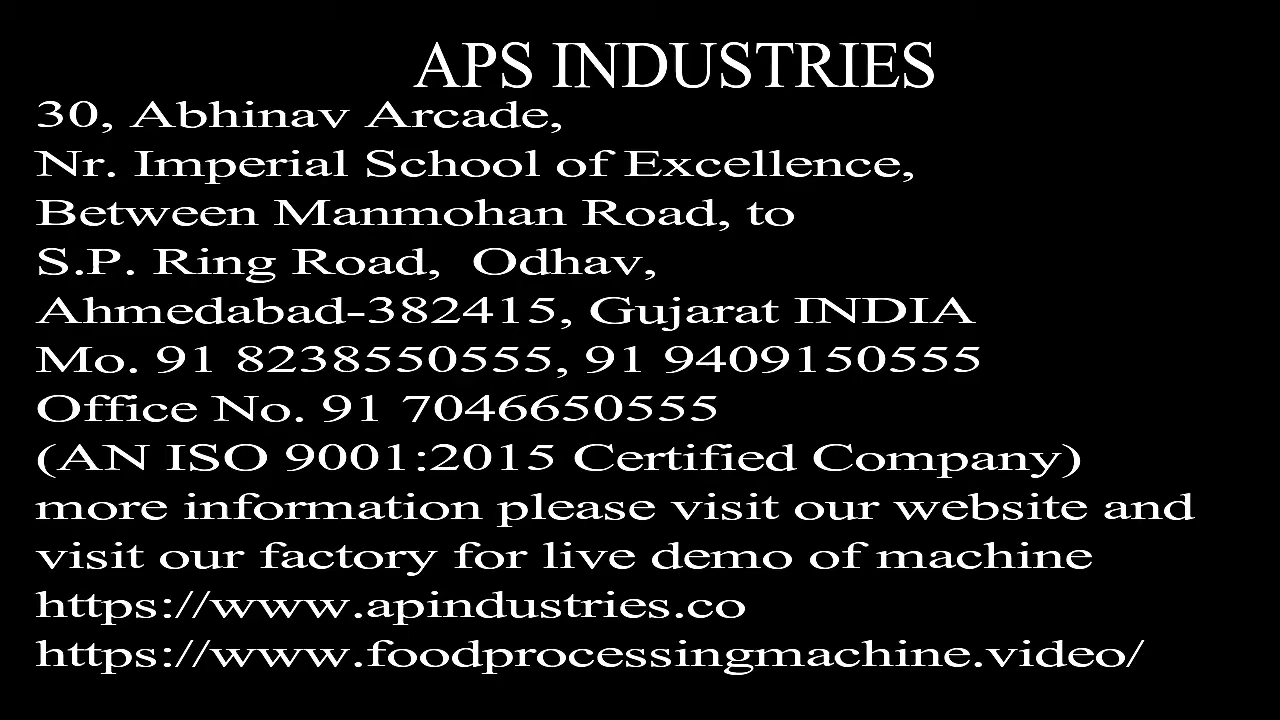 APS INDUSTRIES
30, Abhinav Arcade,
Nr. Imperial School of Excellence,
Between Manmohan Road, to
S.P. Ring Road,  Odhav,
Ahmedabad-382415, Gujarat INDIA
Mo. 91 8238550555, 91 9409150555
Office No. 91 7046650555
(AN ISO 9001:2015 Certified Company)
more information please visit our website and
visit our factory for live demo of machine
https://www.apindustries.co
https://www.foodprocessingmachine.video/